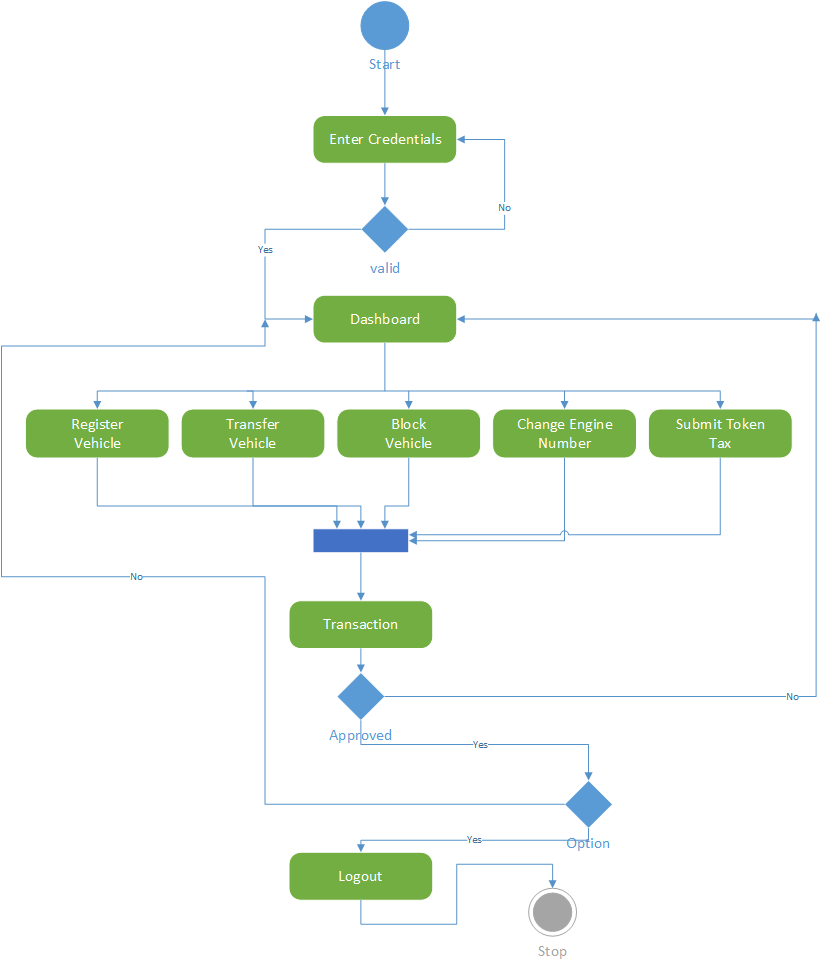 Start
Enter Credentials
No
Yes
valid
Dashboard
Register
Vehicle
Transfer
Vehicle
Block
Vehicle
Change Engine
Number
Submit Token
Tax
No
Transaction
No
Approved
Yes
Yes
Option
Logout
Stop